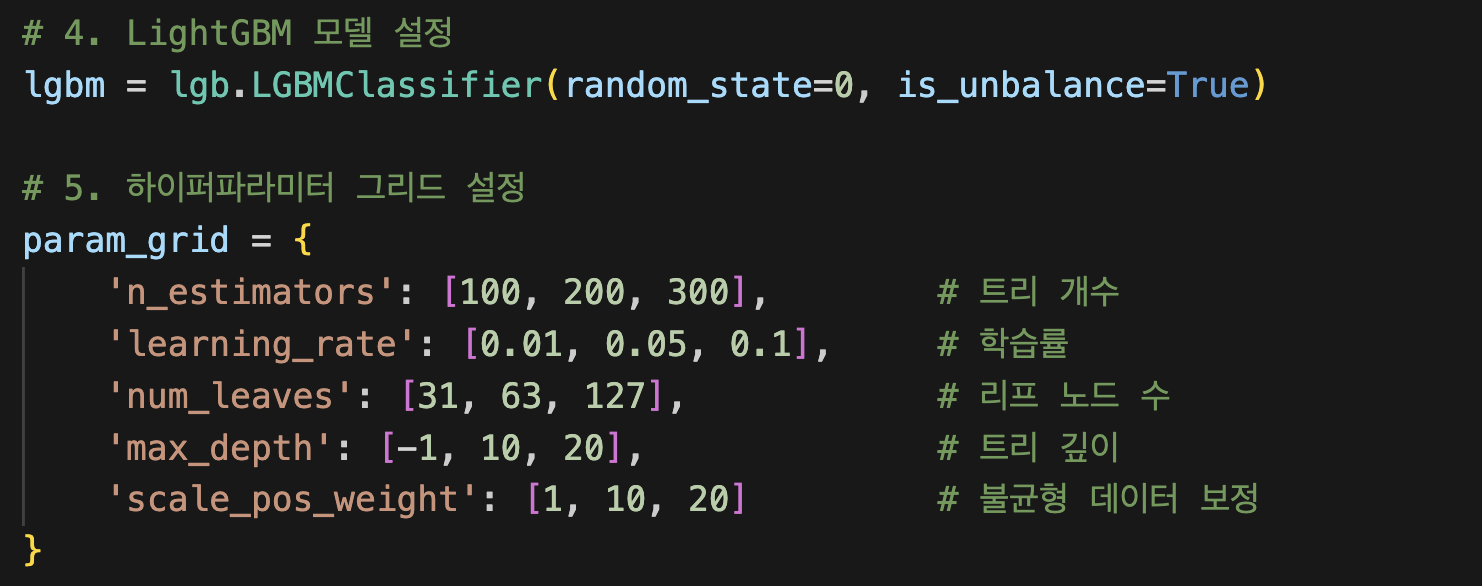 # 4. LightGBM 모델 설정
lgbm = lgb.LGBMClassifier(random_state=0, is_unbalance=True)
# 5. 하이퍼파라미터 그리드 설정
param_grid = {
    'n_estimators': [100, 200, 300],          # 트리 개수
    'learning_rate': [0.01, 0.05, 0.1],       # 학습률
    'num_leaves': [31, 63, 127],              # 리프 노드 수
    'max_depth': [-1, 10, 20],                # 트리 깊이
    'scale_pos_weight': [1, 10, 20]           # 불균형 데이터 보정
}